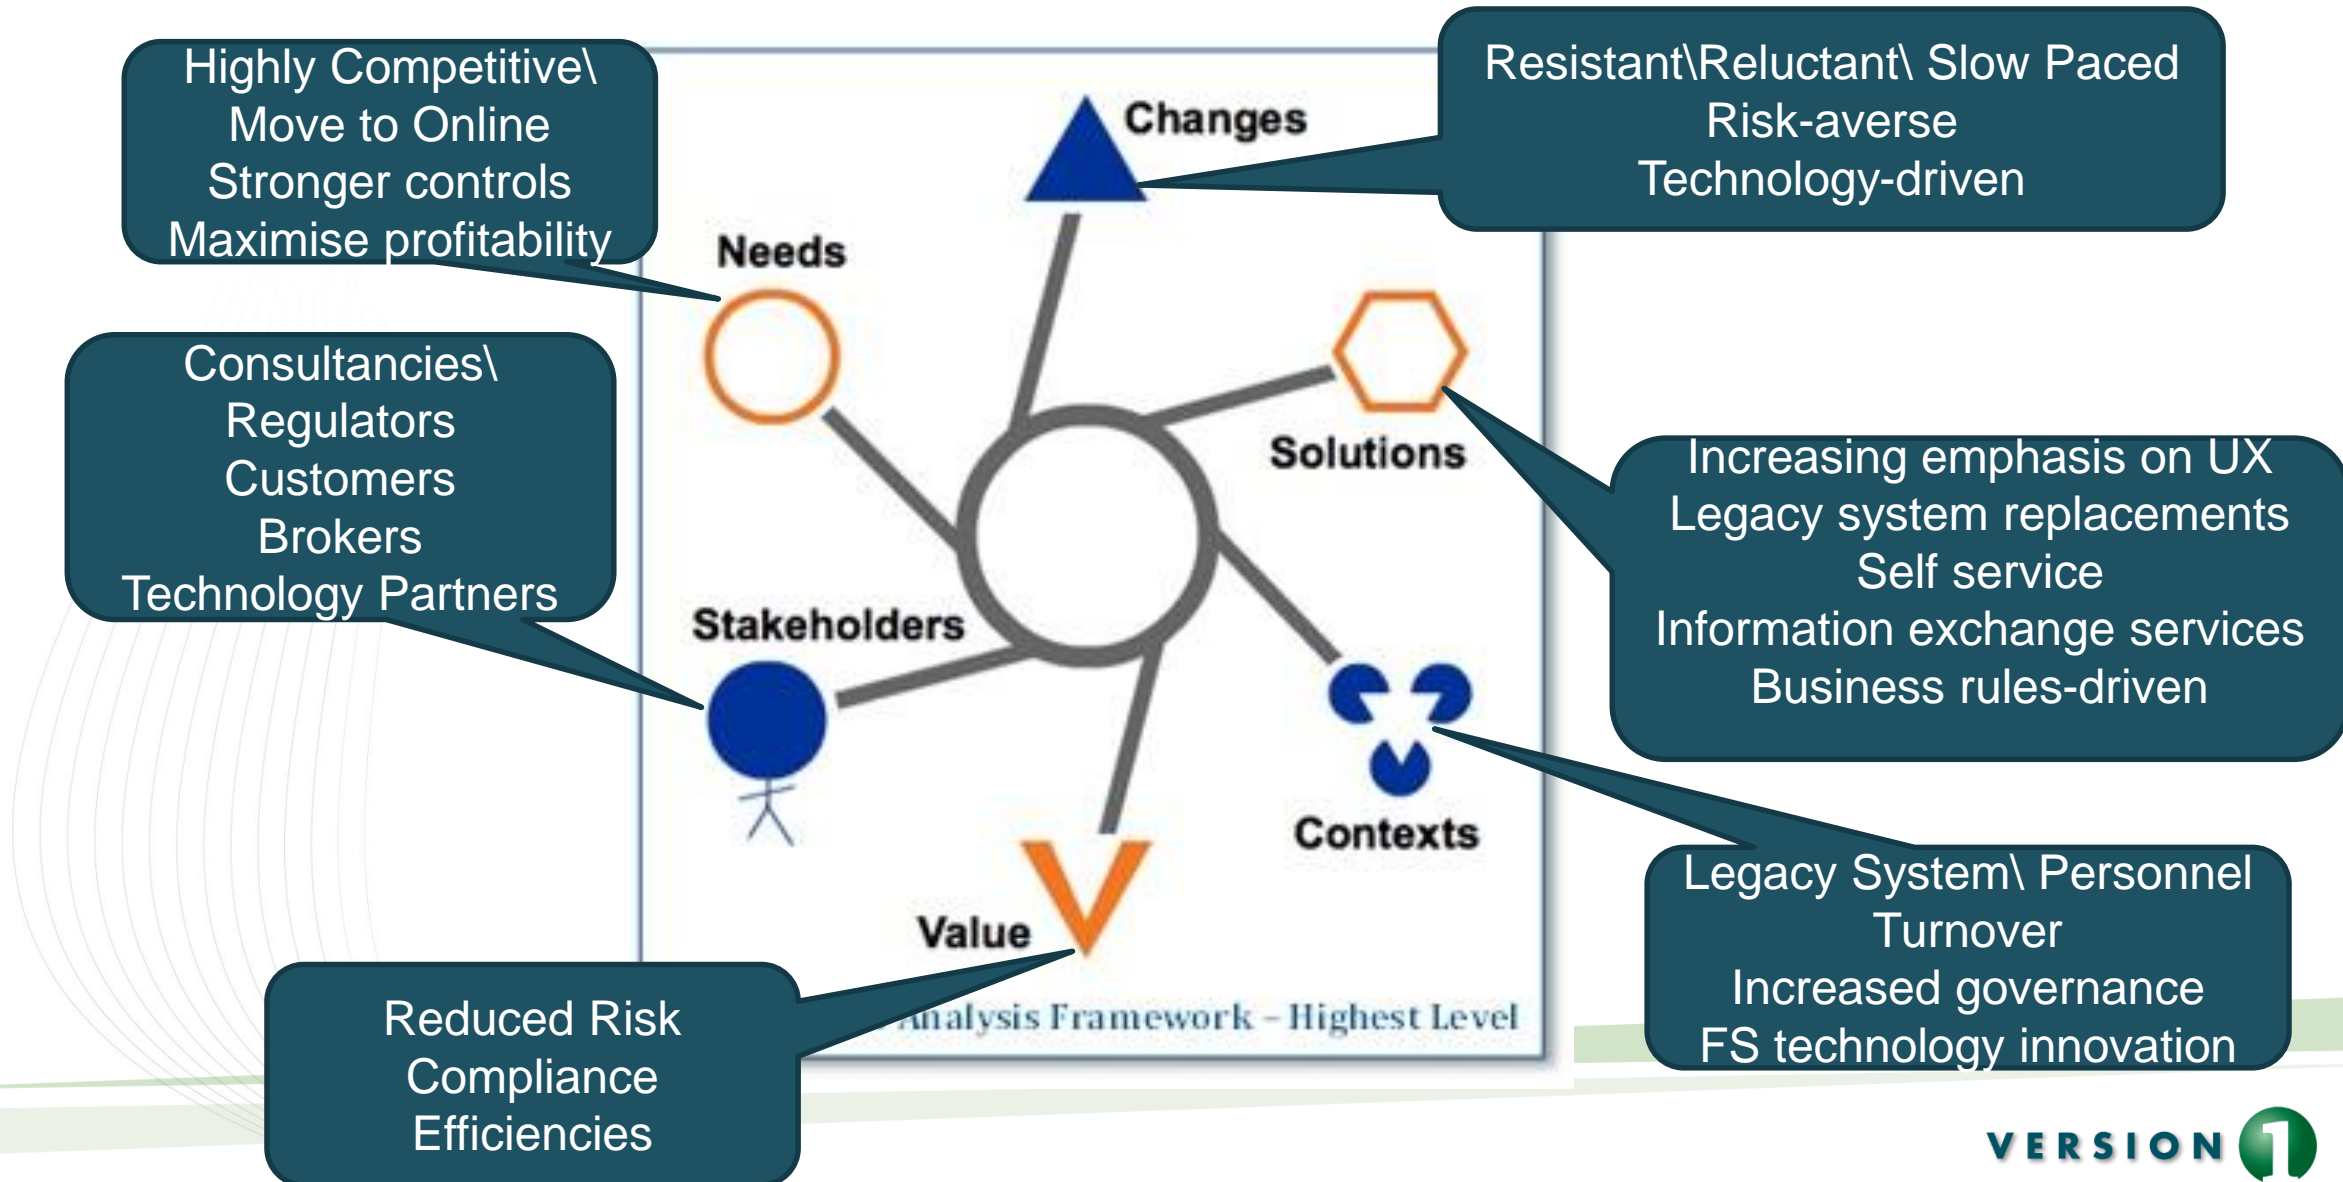 Highly Competitive\
Move to Online
Stronger controls
Maximise profitability
Resistant\Reluctant\ Slow Paced
Risk-averse
Technology-driven
Changes
Needs
Solutions
Consultancies\
Regulators
Customers
Brokers
Technology Partners
Increasing emphasis on UX
Legacy system replacements
Self service
Information exchange services
Business rules-driven
Stakeholders
Contexts
Value
Legacy System\ Personnel
Turnover
Increased governance
FS technology innovation
Reduced Risk
Compliance
Efficiencies
Analysis Framework – Highest Level
VERSION 1